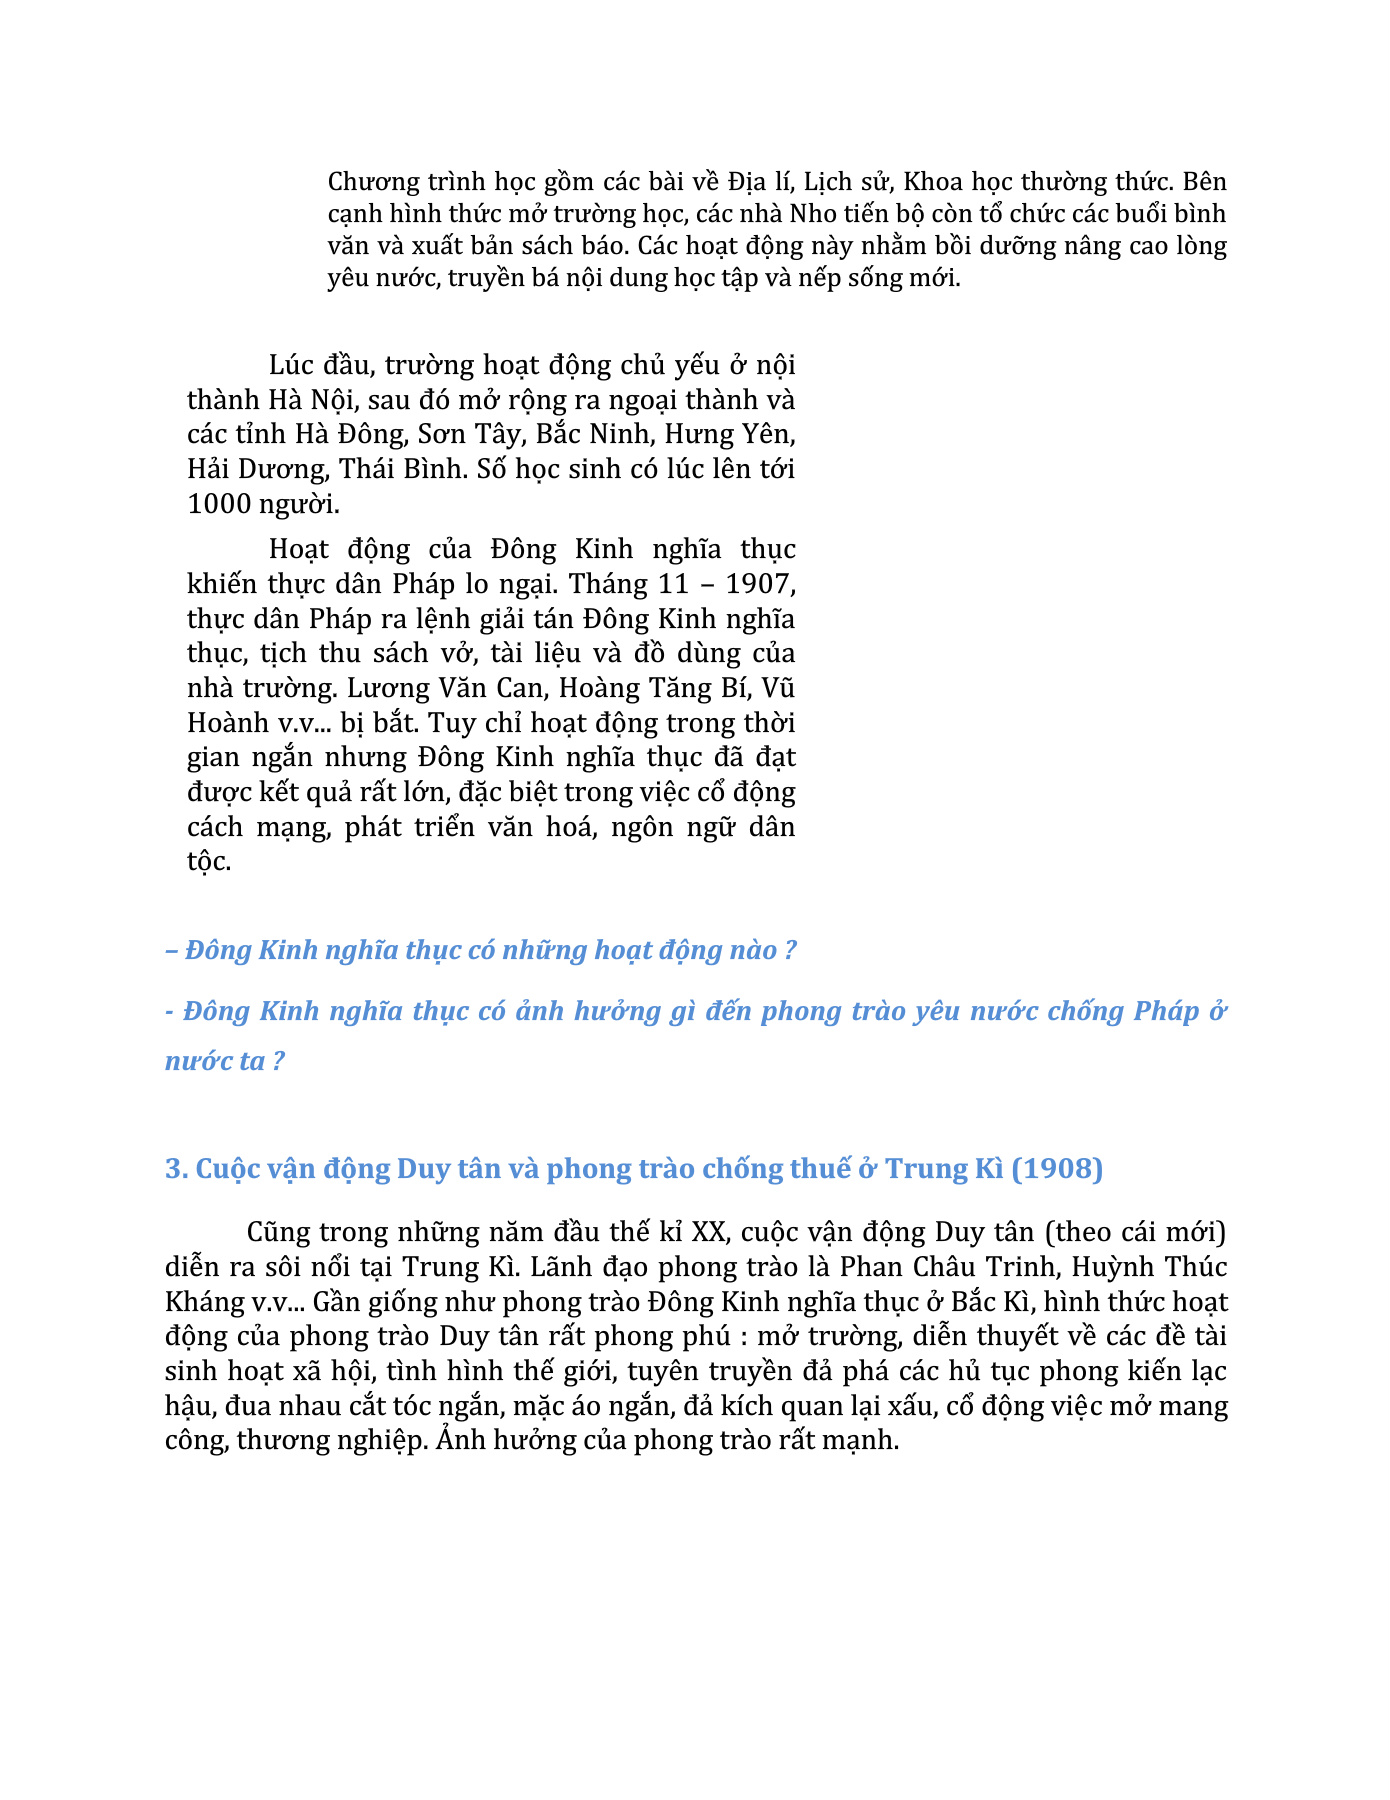 Chương trình học gồm các bài về Địa lí, Lịch sử, Khoa học thường thức. Bên
cạnh hình thức mở trường học, các nhà Nho tiến bộ còn tổ chức các buổi bình
văn và xuất bản sách báo. Các hoạt động này nhằm bồi dưỡng nâng cao lòng
yêu nước, truyền bá nội dung học tập và nếp sống mới.
Lúc đầu, trường hoạt động chủ yếu ở nội
thành Hà Nội, sau đó mở rộng ra ngoại thành và
các tỉnh Hà Đông, Sơn Tây, Bắc Ninh, Hưng Yên,
Hải Dương, Thái Bình. Số học sinh có lúc lên tới
1000 người.
Hoạt động của Đông Kinh nghĩa thục
khiến thực dân Pháp lo ngại. Tháng 11 – 1907,
thực dân Pháp ra lệnh giải tán Đông Kinh nghĩa
thục, tịch thu sách vở, tài liệu và đồ dùng của
nhà trường. Lương Văn Can, Hoàng Tăng Bí, Vũ
Hoành v.v... bị bắt. Tuy chỉ hoạt động trong thời
gian ngắn nhưng Đông Kinh nghĩa thục đã đạt
được kết quả rất lớn, đặc biệt trong việc cổ động
cách mạng, phát triển văn hoá, ngôn ngữ dân
tộc.
– Đông Kinh nghĩa thục có những hoạt động nào ?
- Đông Kinh nghĩa thục có ảnh hưởng gì đến phong trào yêu nước chống Pháp ở
nước ta ?
3. Cuộc vận động Duy tân và phong trào chống thuế ở Trung Kì (1908)
Cũng trong những năm đầu thế kỉ XX, cuộc vận động Duy tân (theo cái mới)
diễn ra sôi nổi tại Trung Kì. Lãnh đạo phong trào là Phan Châu Trinh, Huỳnh Thúc
Kháng v.v... Gần giống như phong trào Đông Kinh nghĩa thục ở Bắc Kì, hình thức hoạt
động của phong trào Duy tân rất phong phú : mở trường, diễn thuyết về các đề tài
sinh hoạt xã hội, tình hình thế giới, tuyên truyền đả phá các hủ tục phong kiến lạc
hậu, đua nhau cắt tóc ngắn, mặc áo ngắn, đả kích quan lại xấu, cổ động việc mở mang
công, thương nghiệp. Ảnh hưởng của phong trào rất mạnh.